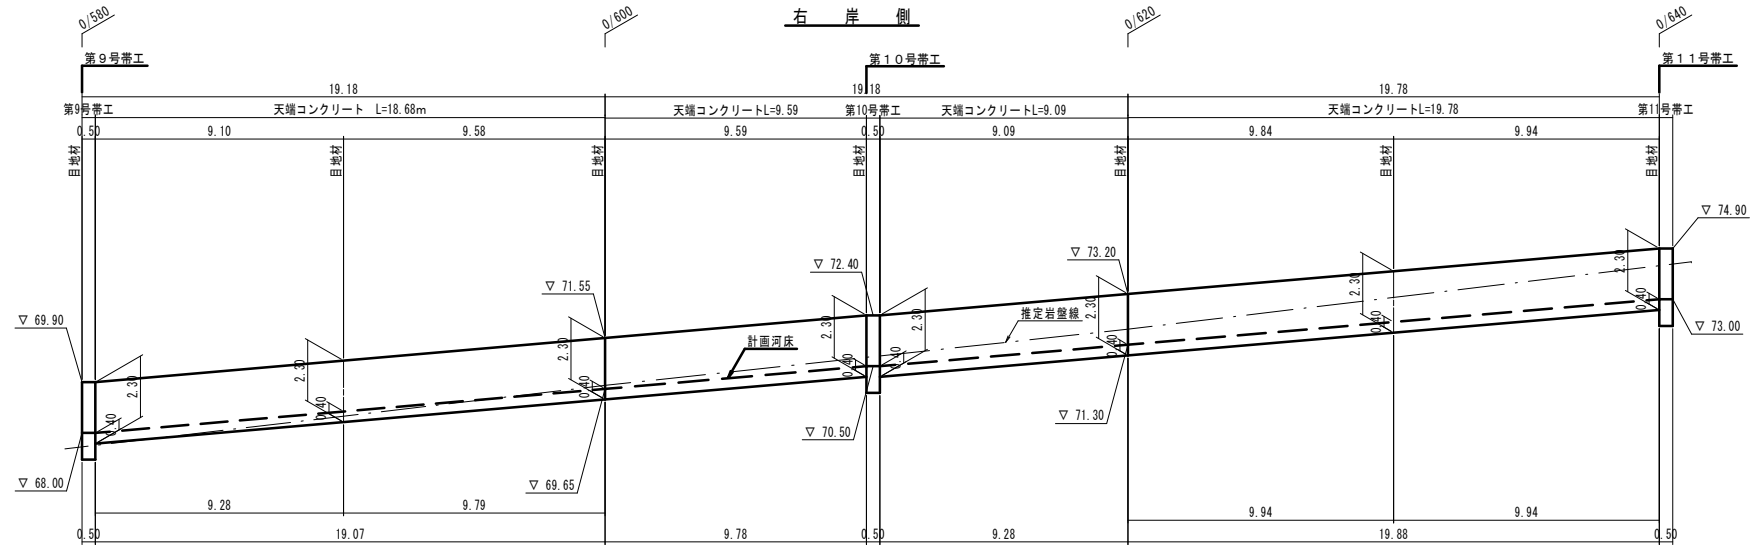 右　岸　側
0/580
0/600
0/620
0/640
第９号帯工
第１０号帯工
第１１号帯工
19.18
19.18
19.78
第9号帯工
天端コンクリート　L=18.68m
天端コンクリートL=9.59
第10号帯工
天端コンクリートL=9.09
天端コンクリートL=19.78
第11号帯工
0.50
9.10
9.58
9.59
0.50
9.09
9.84
9.94
目地材
目地材
目地材
目地材
目地材
目地材
目地材
▽ 74.90
▽ 73.20
▽ 72.40
▽ 71.55
▽ 69.90
2.30
2.30
2.30
2.30
2.30
2.30
2.30
2.30
0.40
0.40
0.40
0.40
0.40
0.40
0.40
0.40
推定岩盤線
計画河床
▽ 73.00
▽ 71.30
▽ 70.50
▽ 69.65
▽ 68.00
9.28
9.79
9.94
9.94
0.50
19.07
9.78
0.50
9.28
19.88
0.50